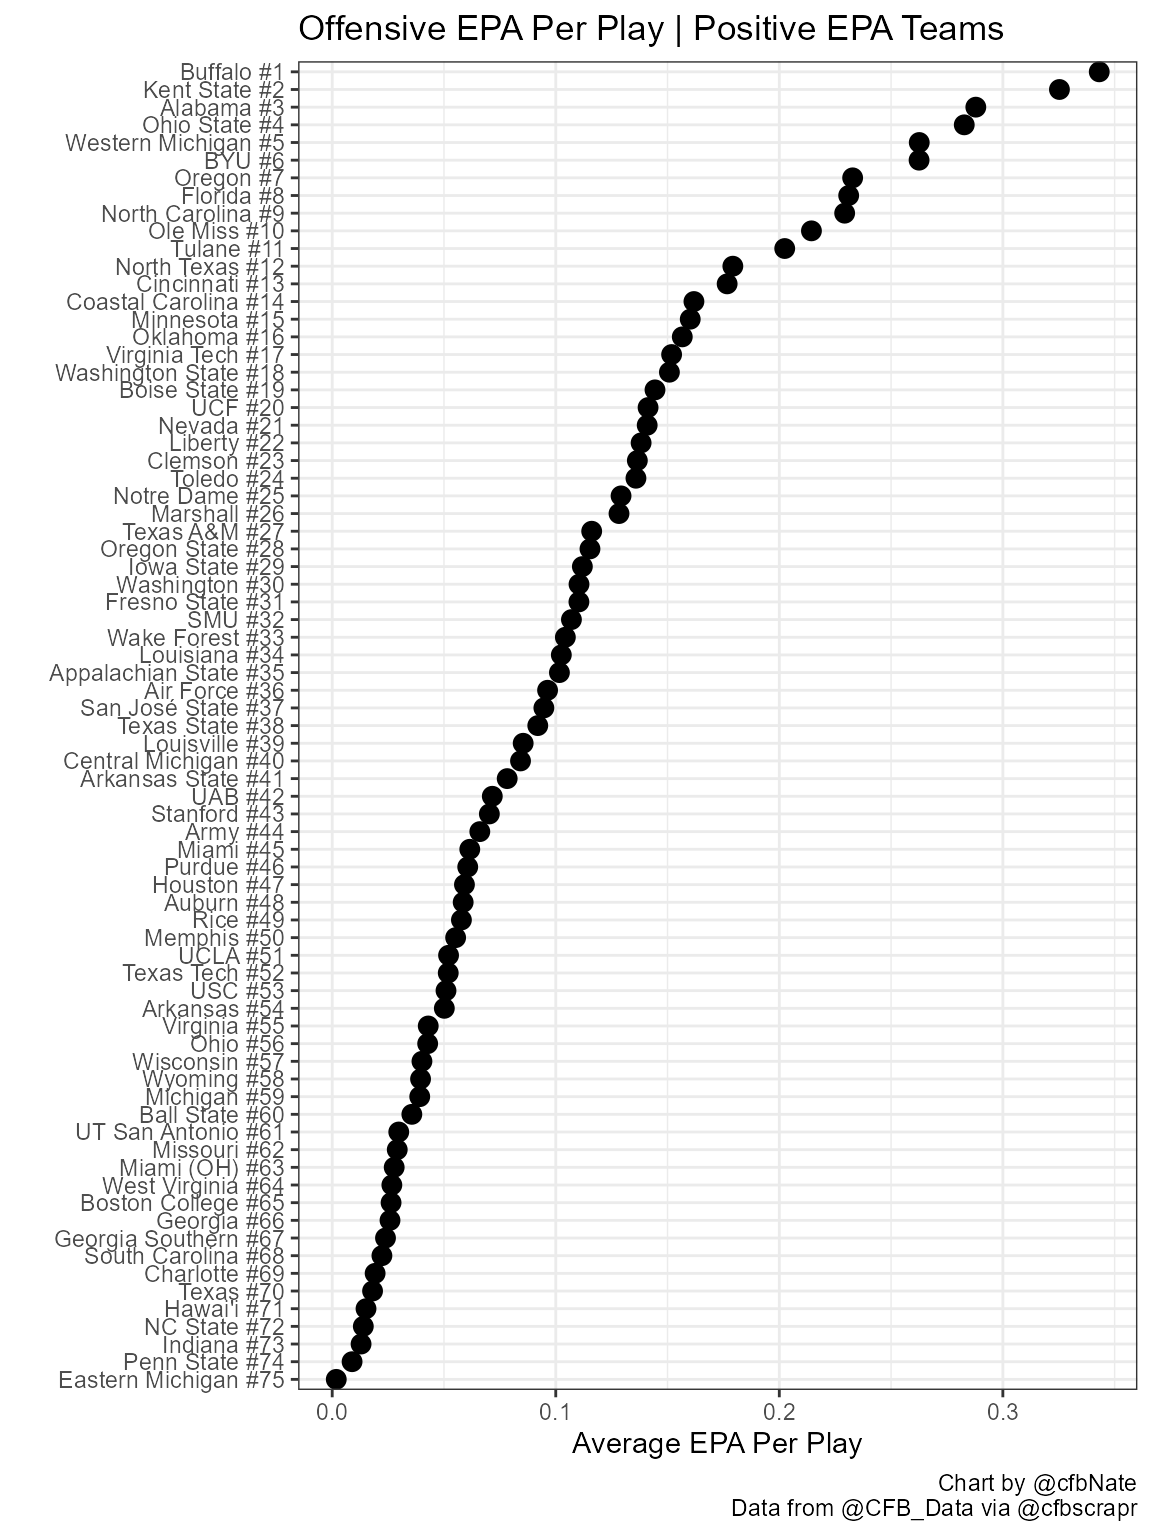 Offensive EPA Per Play | Positive EPA Teams
Buffalo #1
Kent State #2
Alabama #3
Ohio State #4
Western Michigan #5
BYU #6
Oregon #7
Florida #8
North Carolina #9
Ole Miss #10
Tulane #11
North Texas #12
Cincinnati #13
Coastal Carolina #14
Minnesota #15
Oklahoma #16
Virginia Tech #17
Washington State #18
Boise State #19
UCF #20
Nevada #21
Liberty #22
Clemson #23
Toledo #24
Notre Dame #25
Marshall #26
Texas A&M #27
Oregon State #28
Iowa State #29
Washington #30
Fresno State #31
SMU #32
Wake Forest #33
Louisiana #34
Appalachian State #35
Air Force #36
San José State #37
Texas State #38
Louisville #39
Central Michigan #40
Arkansas State #41
UAB #42
Stanford #43
Army #44
Miami #45
Purdue #46
Houston #47
Auburn #48
Rice #49
Memphis #50
UCLA #51
Texas Tech #52
USC #53
Arkansas #54
Virginia #55
Ohio #56
Wisconsin #57
Wyoming #58
Michigan #59
Ball State #60
UT San Antonio #61
Missouri #62
Miami (OH) #63
West Virginia #64
Boston College #65
Georgia #66
Georgia Southern #67
South Carolina #68
Charlotte #69
Texas #70
Hawai'i #71
NC State #72
Indiana #73
Penn State #74
Eastern Michigan #75
0.0 0.1 0.2 0.3
Average EPA Per Play
Chart by @cfbNate
Data from @CFB_Data via @cfbscrapr